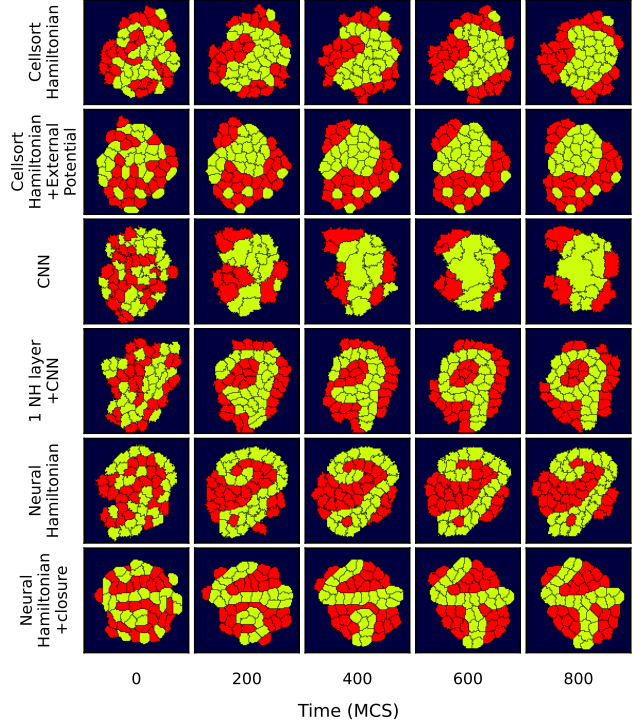 Cellsort
Hamiltonian
Cellsort
Hamiltonian
+External
Potential
CNN
1 NH layer
+CNN
Neural
Hamiltonian
Neural
Hamiltonian
+closure
0 200 400 600 800
Time (MCS)